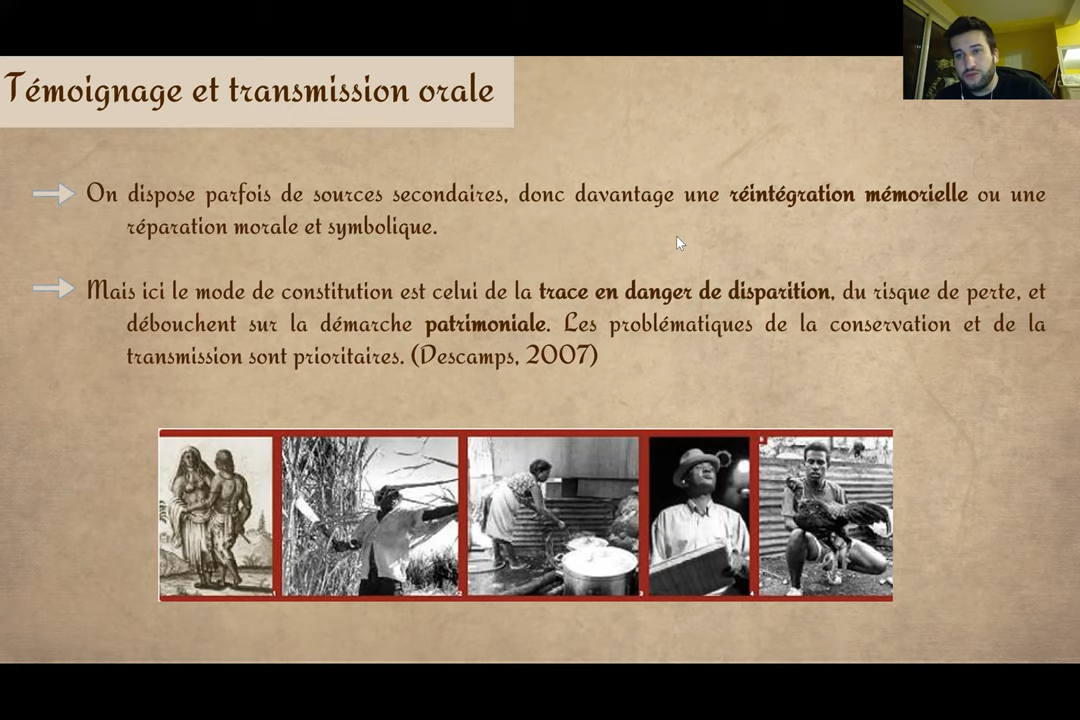 Témoignage et transmission orale
On dispose parfois de sources secondaires, donc davantage une réintégration mémorielle ou une
réparation morale et symbolique.
Mais ici le mode de constitution est celui de la trace en danger de disparition, du risque de perte, et
débouchent sur la démarche patrimoniale. Les problématiques de la conservation et de la
transmission sont prioritaires. (Descamps, 2007)